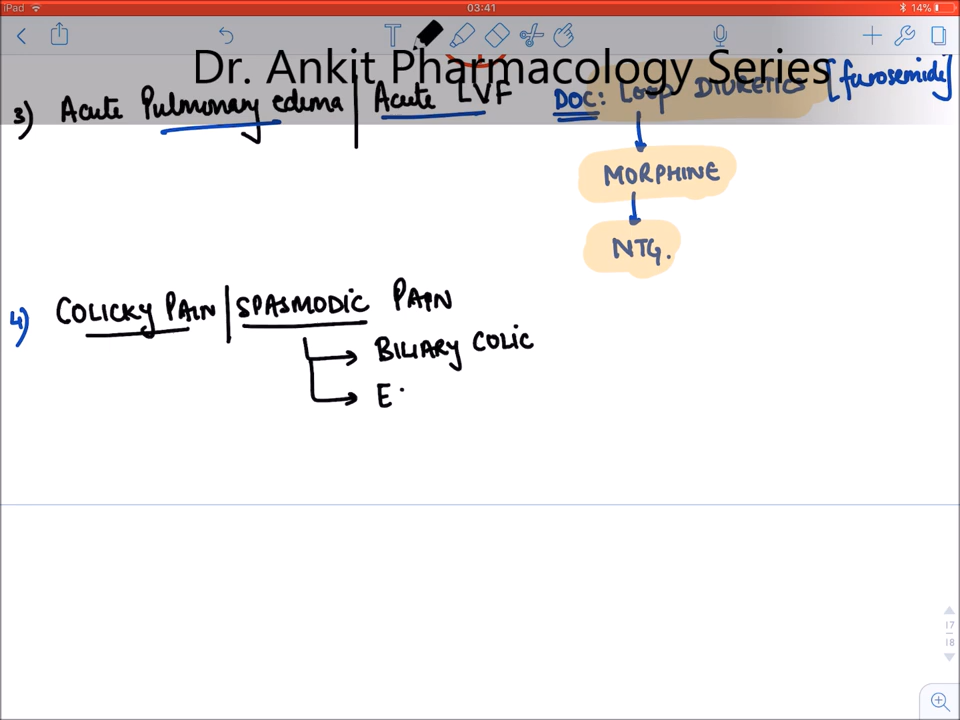 iPad 03:41 14%
Dr. Ankit Pharmacology Series
3) Acute Pulmonary edema | Acute LVF DOC: Loop DIURETICS [furosemide]
MORPHINE
NTG.
4) COLICKY PAIN | SPASMODIC PAIN
BILIARY COLIC
E
17
18